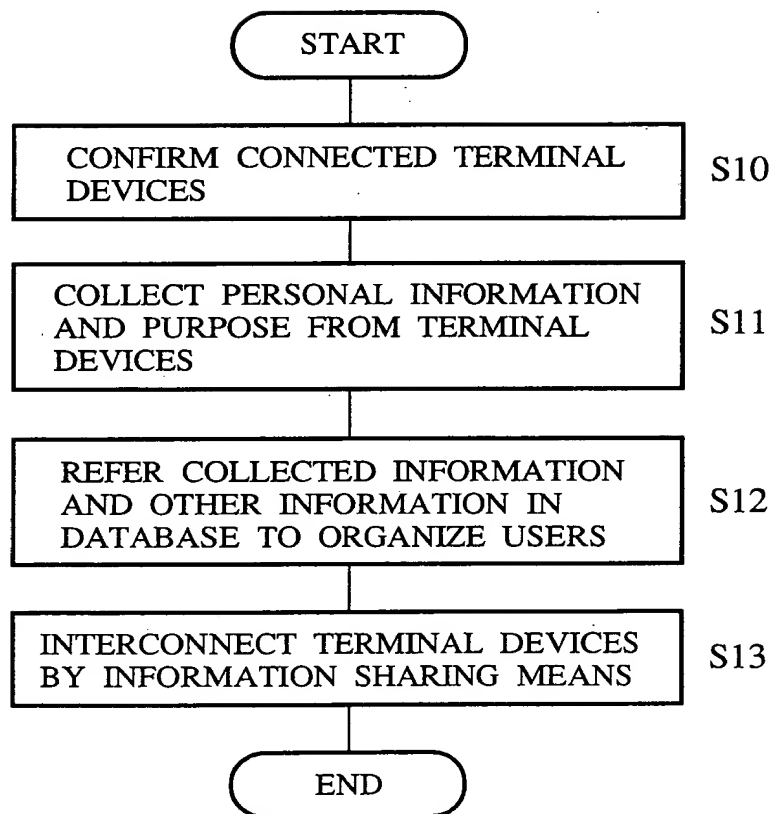 START
CONFIRM CONNECTED TERMINAL
DEVICES
S10
COLLECT PERSONAL INFORMATION
AND PURPOSE FROM TERMINAL
DEVICES
S11
REFER COLLECTED INFORMATION
AND OTHER INFORMATION IN
DATABASE TO ORGANIZE USERS
S12
INTERCONNECT TERMINAL DEVICES
BY INFORMATION SHARING MEANS
S13
END